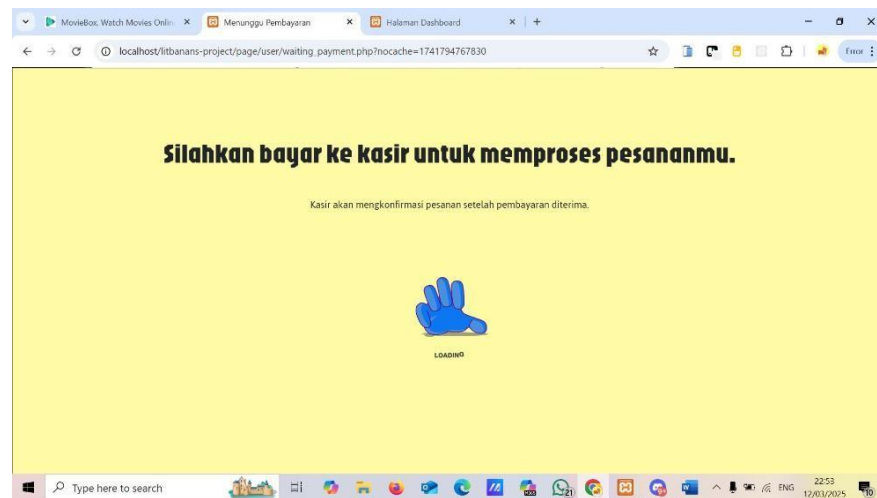 MovieBox. Watch Movies Onlin
Menunggu Pembayaran
Halaman Dashboard
localhost/litbanans-project/page/user/waiting_payment.php?nocache=1741794767830
Error
Silahkan bayar ke kasir untuk memproses pesananmu.
Kasir akan mengkonfirmasi pesanan setelah pembayaran diterima.
LOADING
Type here to search
21
ENG
22:53
12/03/2025
10